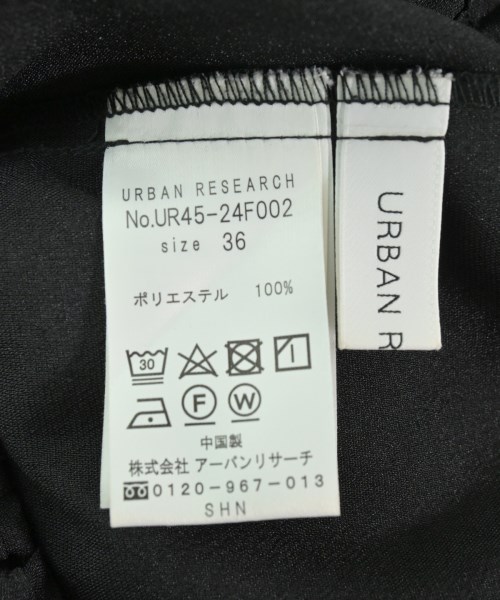 URBAN RESEARCH
No.UR45-24F002
size 36
ポリエステル 100%
30
F W
中国製
株式会社 アーバンリサーチ
0120-967-013
SHN
URBAN R